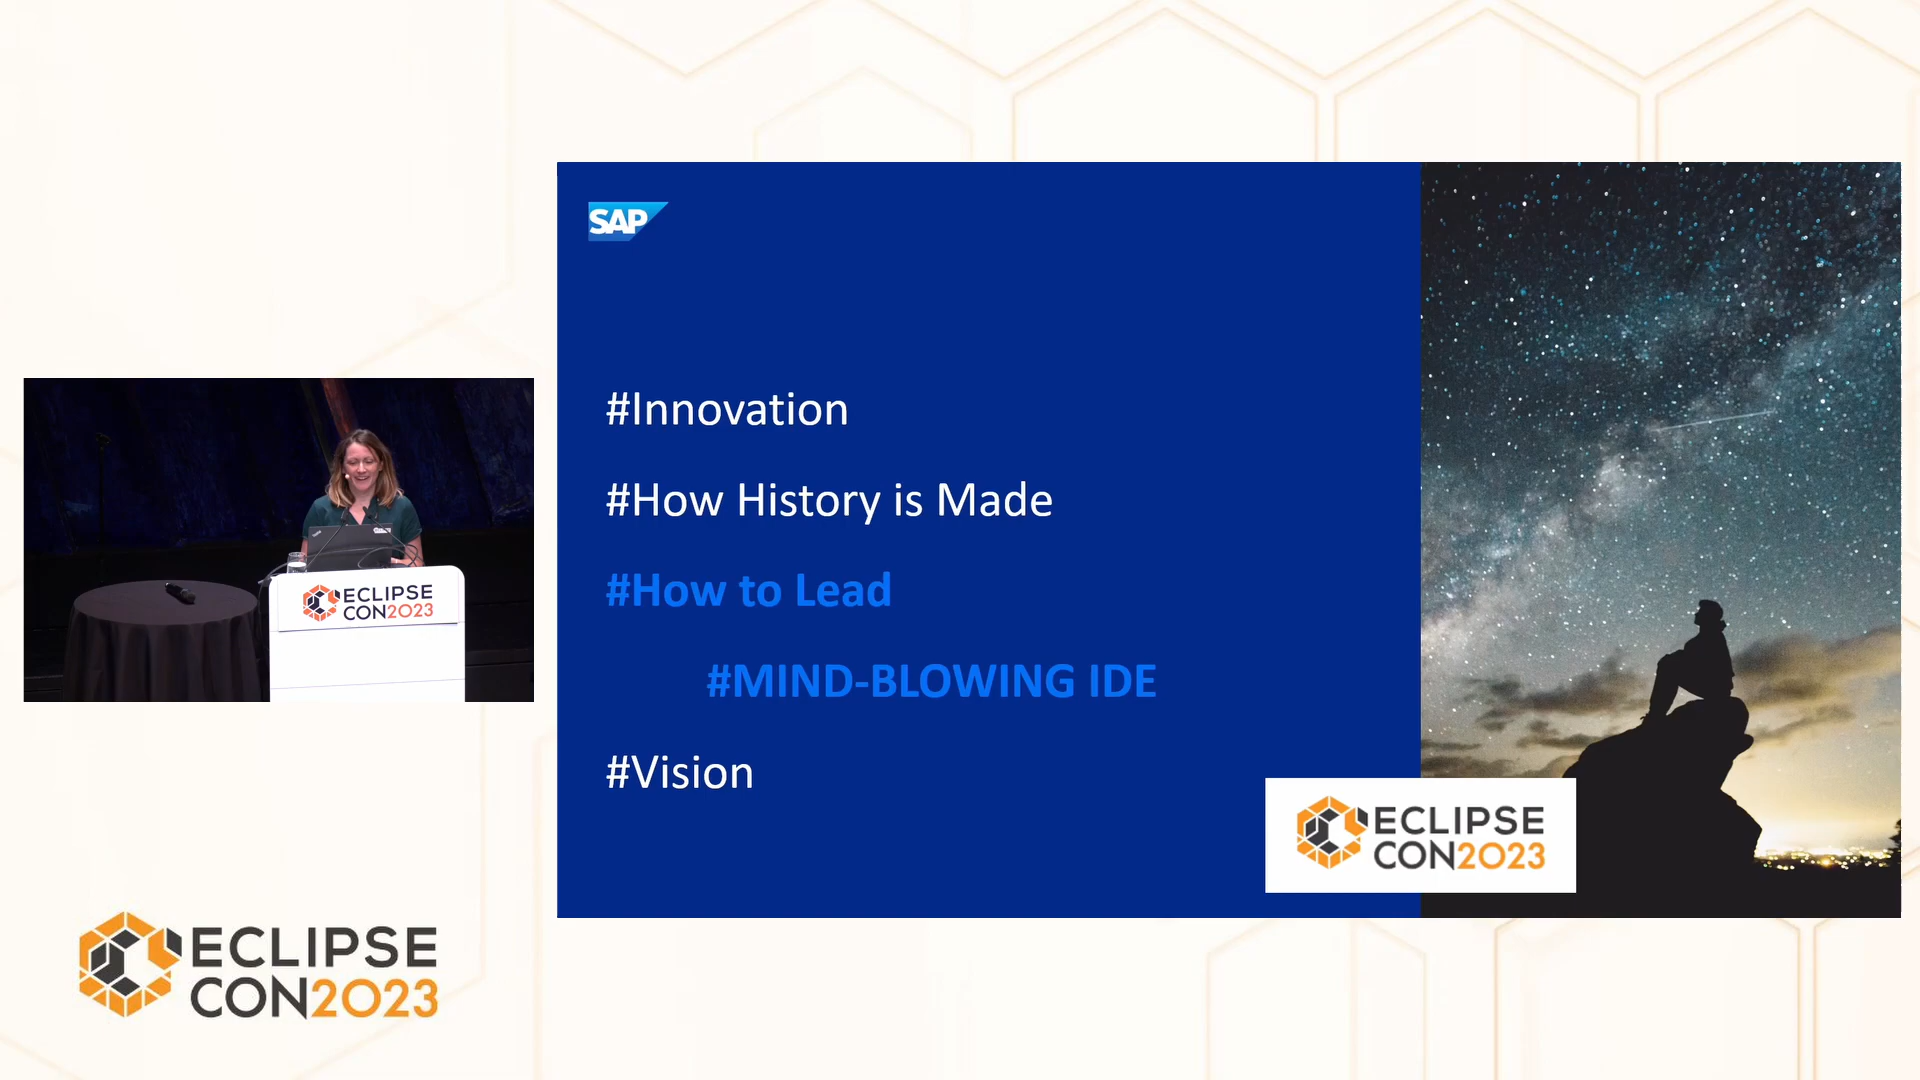 SAP
#Innovation
#How History is Made
#How to Lead
#MIND-BLOWING IDE
#Vision
ECLIPSE
CON2023
ECLIPSE
CON2023
ECLIPSE
CON2023